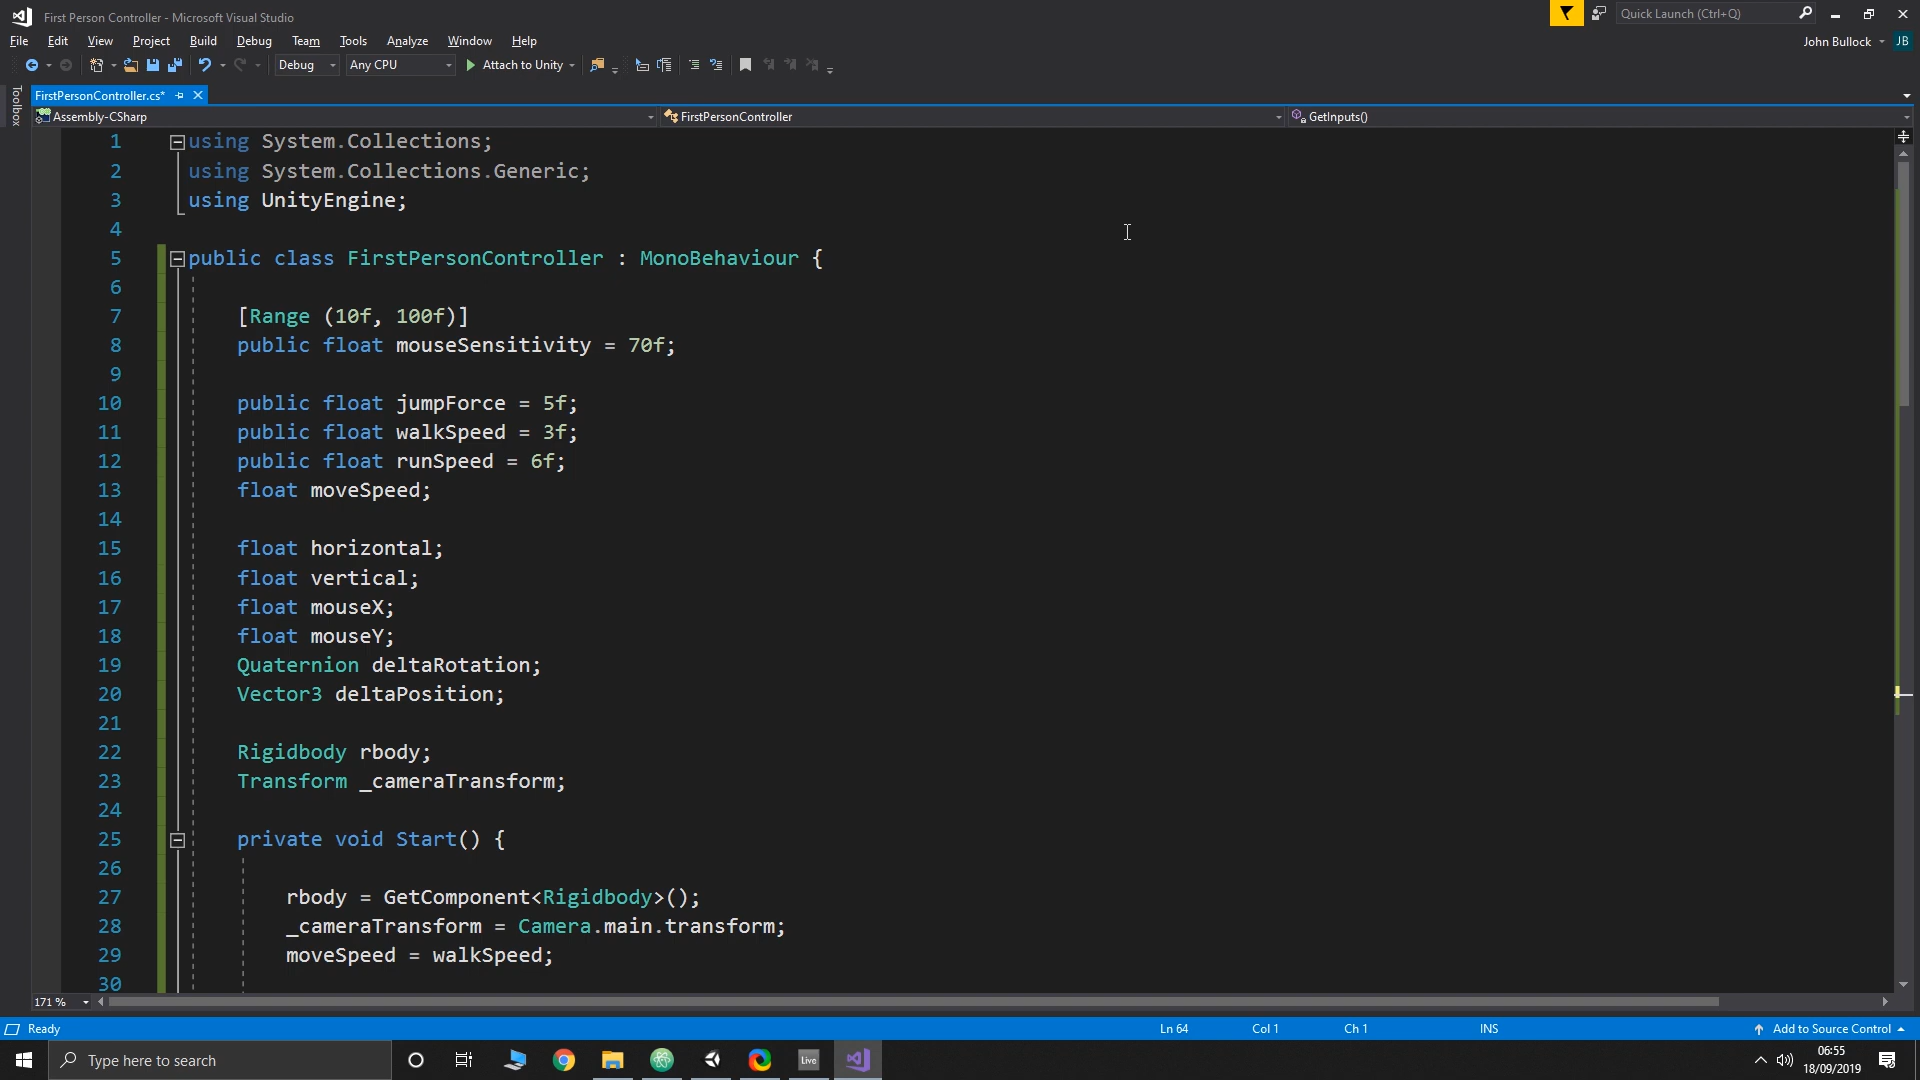 First Person Controller - Microsoft Visual Studio
Quick Launch (Ctrl+Q)
File Edit View Project Build Debug Team Tools Analyze Window Help
John Bullock JB
Debug Any CPU Attach to Unity
Toolbox
FirstPersonController.cs*
Assembly-CSharp FirstPersonController GetInputs()
1 using System.Collections;
2 using System.Collections.Generic;
3 using UnityEngine;
4
5 public class FirstPersonController : MonoBehaviour {
6
7 [Range (10f, 100f)]
8 public float mouseSensitivity = 70f;
9
10 public float jumpForce = 5f;
11 public float walkSpeed = 3f;
12 public float runSpeed = 6f;
13 float moveSpeed;
14
15 float horizontal;
16 float vertical;
17 float mouseX;
18 float mouseY;
19 Quaternion deltaRotation;
20 Vector3 deltaPosition;
21
22 Rigidbody rbody;
23 Transform _cameraTransform;
24
25 private void Start() {
26
27 rbody = GetComponent<Rigidbody>();
28 _cameraTransform = Camera.main.transform;
29 moveSpeed = walkSpeed;
30
171 %
Ready Ln 64 Col 1 Ch 1 INS Add to Source Control
Type here to search
Live
06:55
18/09/2019